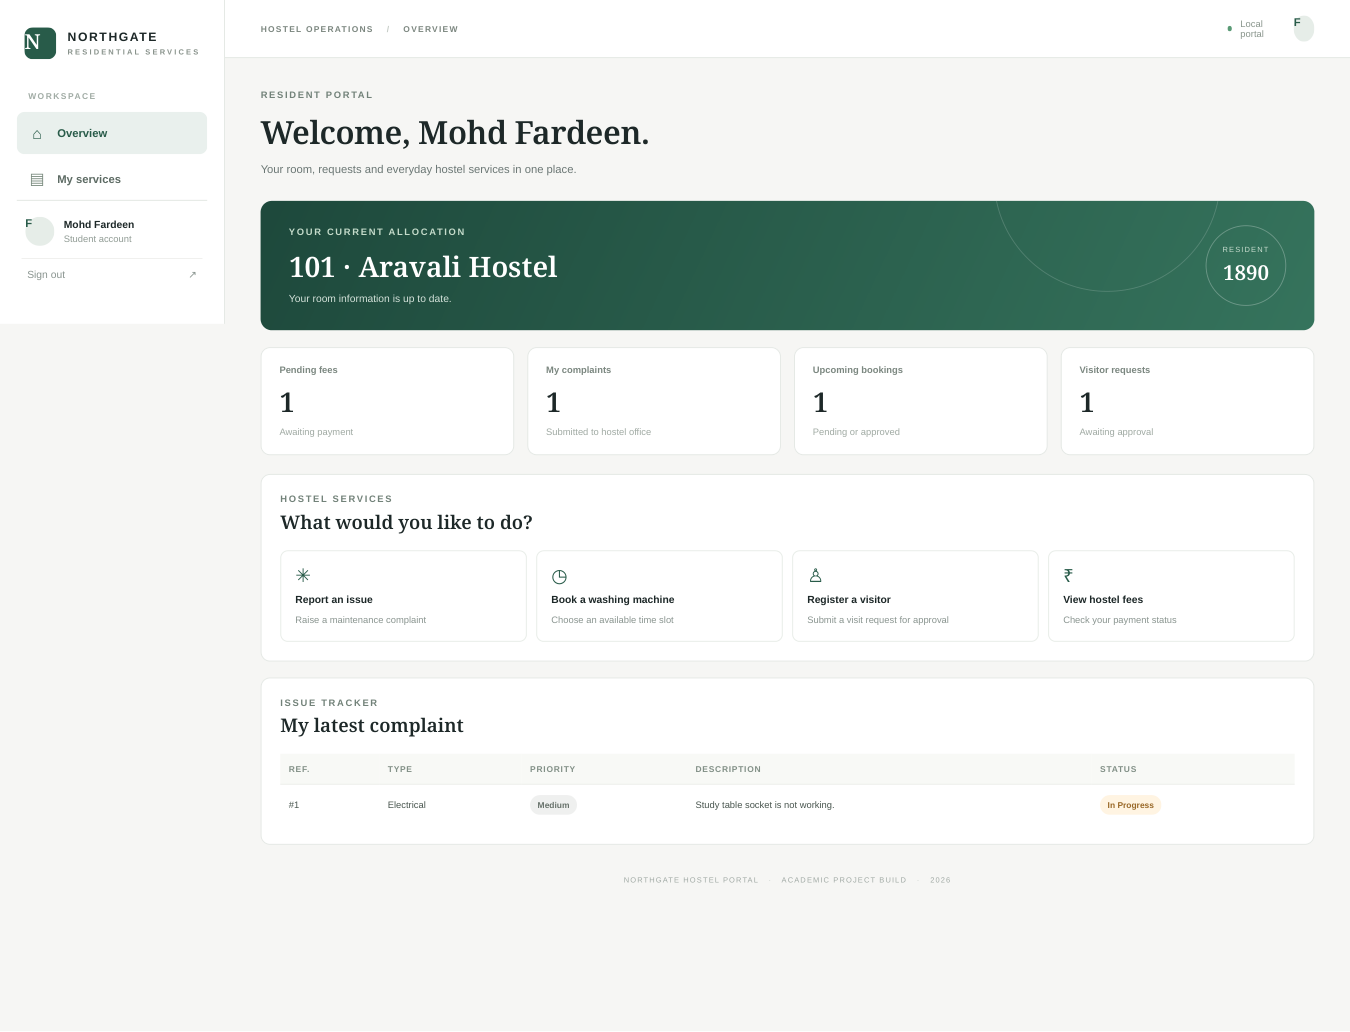 N
NORTHGATE
RESIDENTIAL SERVICES
WORKSPACE
⌂ Overview
▤ My services
F
Mohd Fardeen
Student account
Sign out ↗
HOSTEL OPERATIONS / OVERVIEW
Local
portal
F
RESIDENT PORTAL
Welcome, Mohd Fardeen.
Your room, requests and everyday hostel services in one place.
YOUR CURRENT ALLOCATION
101 · Aravali Hostel
Your room information is up to date.
RESIDENT
1890
Pending fees
1
Awaiting payment
My complaints
1
Submitted to hostel office
Upcoming bookings
1
Pending or approved
Visitor requests
1
Awaiting approval
HOSTEL SERVICES
What would you like to do?
✳
Report an issue
Raise a maintenance complaint
◷
Book a washing machine
Choose an available time slot
♙
Register a visitor
Submit a visit request for approval
₹
View hostel fees
Check your payment status
ISSUE TRACKER
My latest complaint
REF. TYPE PRIORITY DESCRIPTION STATUS
#1 Electrical Medium Study table socket is not working. In Progress
NORTHGATE HOSTEL PORTAL · ACADEMIC PROJECT BUILD · 2026